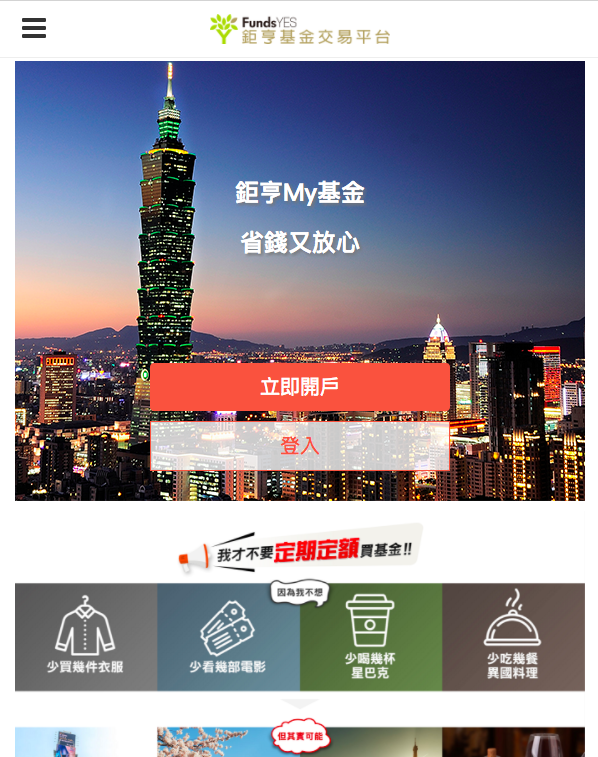 FundsYES
鉅亨基金交易平台
鉅亨My基金
省錢又放心
立即開戶
登入
我才不要定期定額買基金!!
因為我不想
少買幾件衣服
少看幾部電影
少喝幾杯
星巴克
少吃幾餐
異國料理
但其實可能